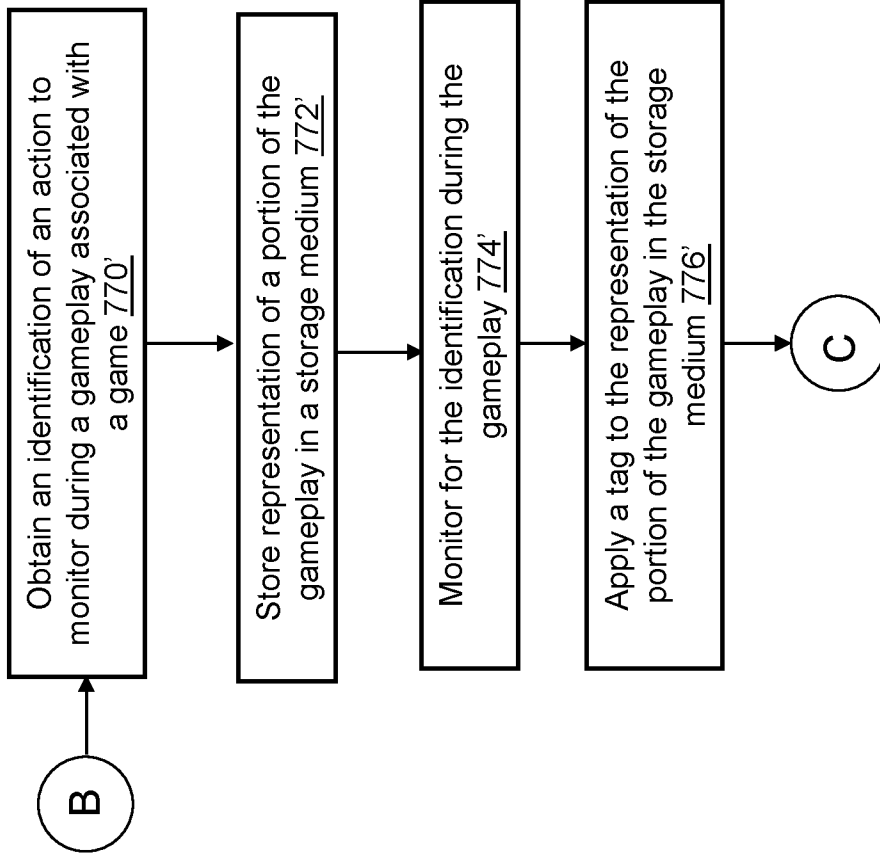 B
Obtain an identification of an action to
monitor during a gameplay associated with
a game 770’
Store representation of a portion of the
gameplay in a storage medium 772’
Monitor for the identification during the
gameplay 774’
Apply a tag to the representation of the
portion of the gameplay in the storage
medium 776’
C